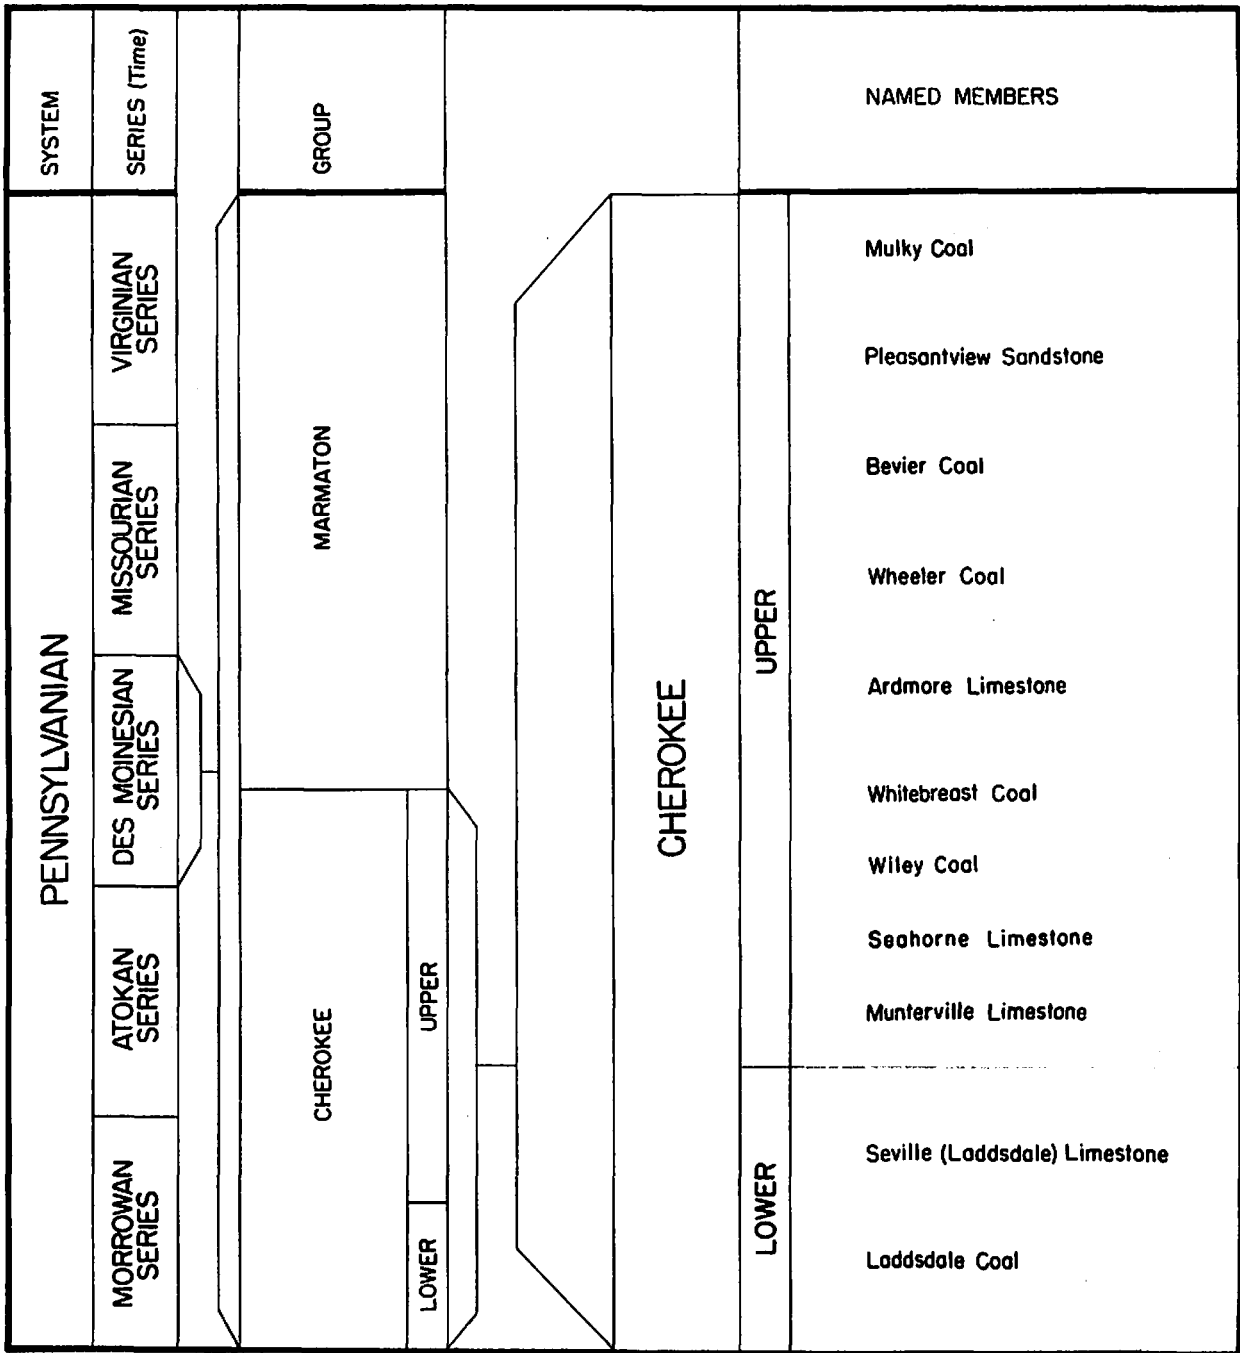 SYSTEM
SERIES (Time)
GROUP
NAMED MEMBERS
PENNSYLVANIAN
VIRGINIAN
SERIES
MISSOURIAN
SERIES
DES MOINESIAN
SERIES
ATOKAN
SERIES
MORROWAN
SERIES
MARMATON
CHEROKEE
UPPER
LOWER
CHEROKEE
UPPER
LOWER
Mulky Coal
Pleasantview Sandstone
Bevier Coal
Wheeler Coal
Ardmore Limestone
Whitebreast Coal
Wiley Coal
Seahorne Limestone
Munterville Limestone
Seville (Laddsdale) Limestone
Laddsdale Coal